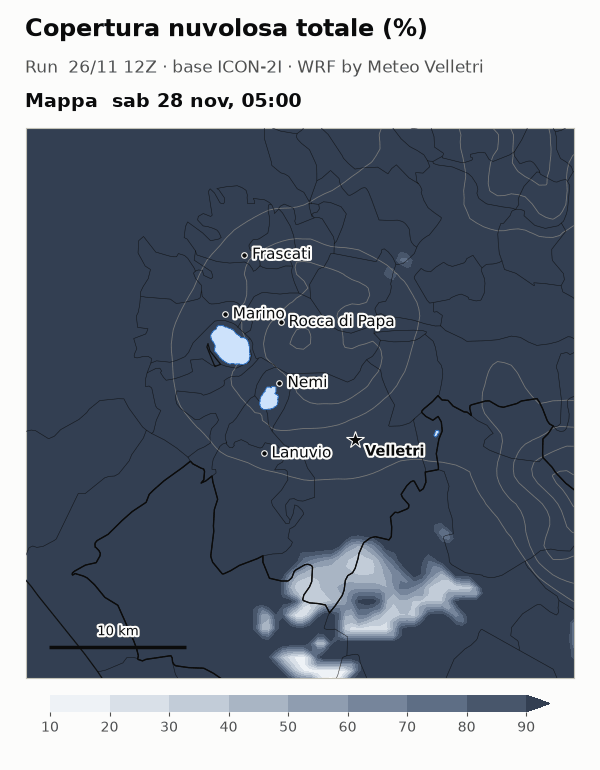 Copertura nuvolosa totale (%)
Run  26/11 12Z · base ICON-2I · WRF by Meteo Velletri
Mappa  sab 28 nov, 05:00
Frascati
Marino
Rocca di Papa
Nemi
Velletri
Lanuvio
10 km
10 20 30 40 50 60 70 80 90